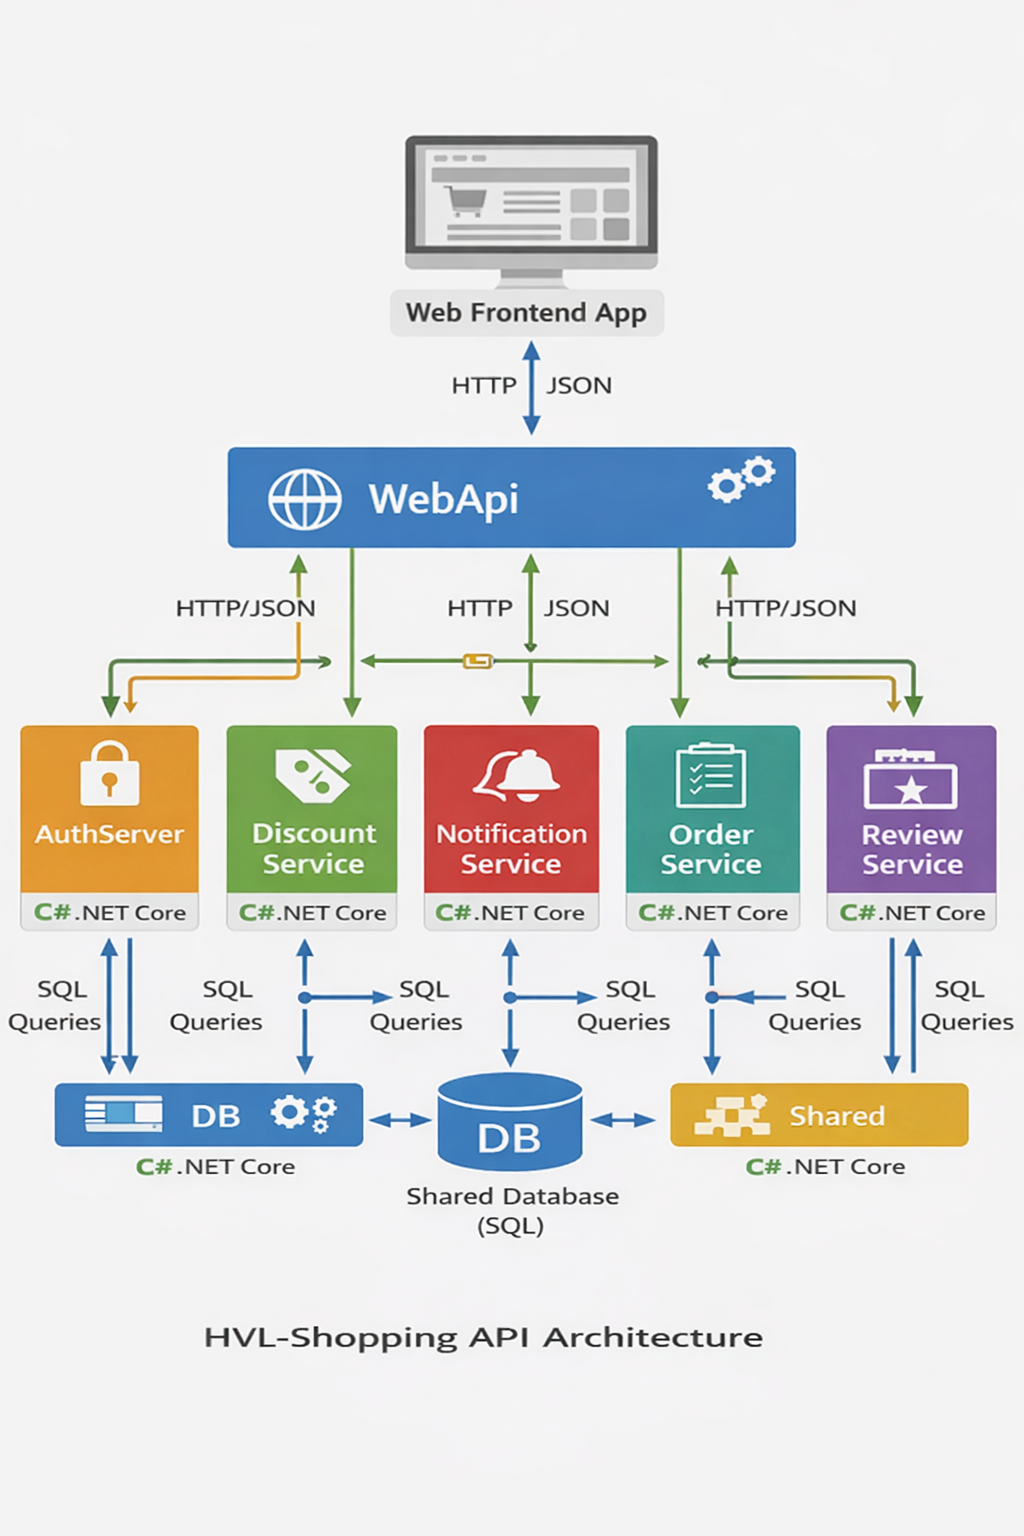 Web Frontend App
HTTP JSON
WebApi
HTTP/JSON
HTTP JSON
HTTP/JSON
AuthServer
C# .NET Core
Discount
Service
C# .NET Core
Notification
Service
C# .NET Core
Order
Service
C# .NET Core
Review
Service
C# .NET Core
SQL
Queries
SQL
Queries
SQL
Queries
SQL
Queries
SQL
Queries
SQL
Queries
DB
C# .NET Core
DB
Shared Database
(SQL)
Shared
C# .NET Core
HVL-Shopping API Architecture